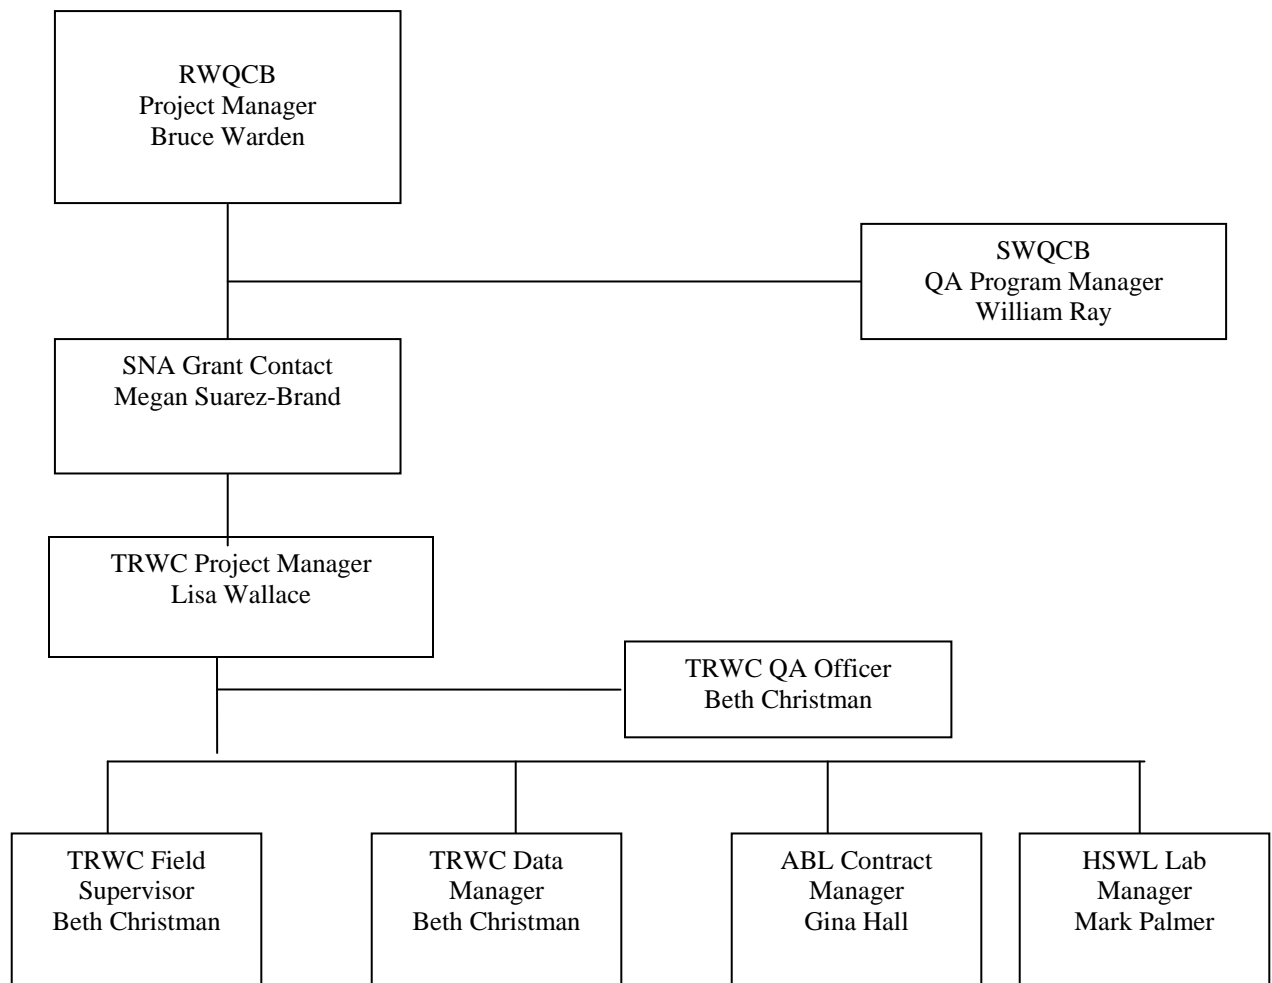 RWQCB
Project Manager
Bruce Warden
SWQCB
QA Program Manager
William Ray
SNA Grant Contact
Megan Suarez-Brand
TRWC Project Manager
Lisa Wallace
TRWC QA Officer
Beth Christman
TRWC Field
Supervisor
Beth Christman
TRWC Data
Manager
Beth Christman
ABL Contract
Manager
Gina Hall
HSWL Lab
Manager
Mark Palmer